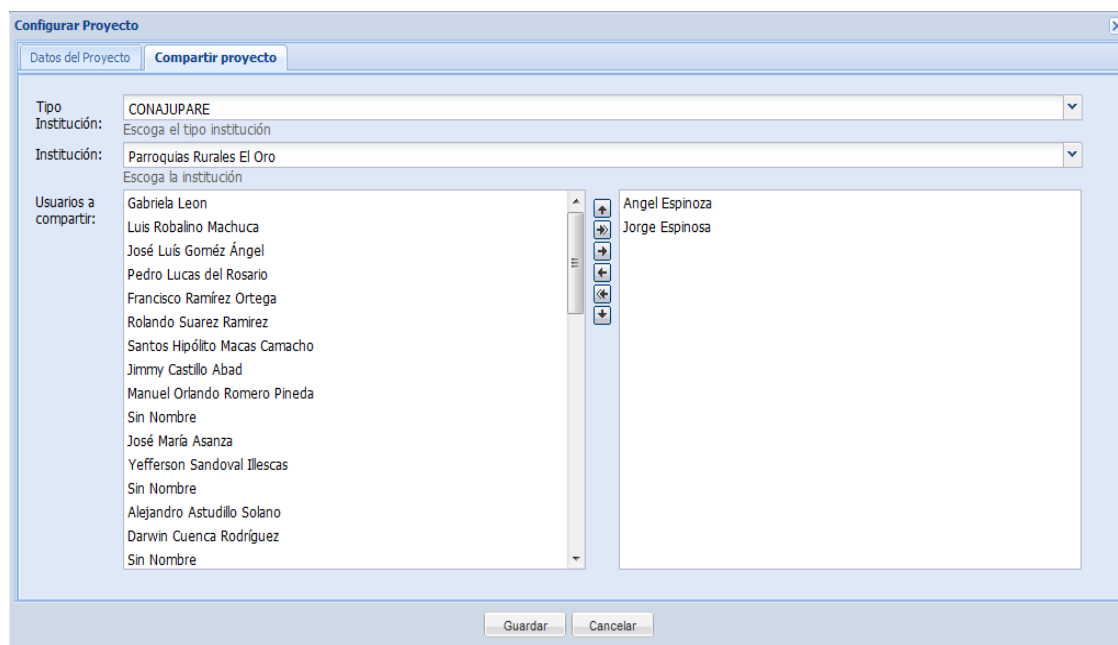 Configurar Proyecto
Datos del Proyecto
Compartir proyecto
Tipo
Institución:
CONAJUPARE
Escoga el tipo institución
Institución:
Parroquias Rurales El Oro
Escoga la institución
Usuarios a
compartir:
Gabriela Leon
Luis Robalino Machuca
José Luís Goméz Ángel
Pedro Lucas del Rosario
Francisco Ramírez Ortega
Rolando Suarez Ramirez
Santos Hipólito Macas Camacho
Jimmy Castillo Abad
Manuel Orlando Romero Pineda
Sin Nombre
José María Asanza
Yefferson Sandoval Illescas
Sin Nombre
Alejandro Astudillo Solano
Darwin Cuenca Rodríguez
Sin Nombre
Angel Espinoza
Jorge Espinosa
Guardar
Cancelar